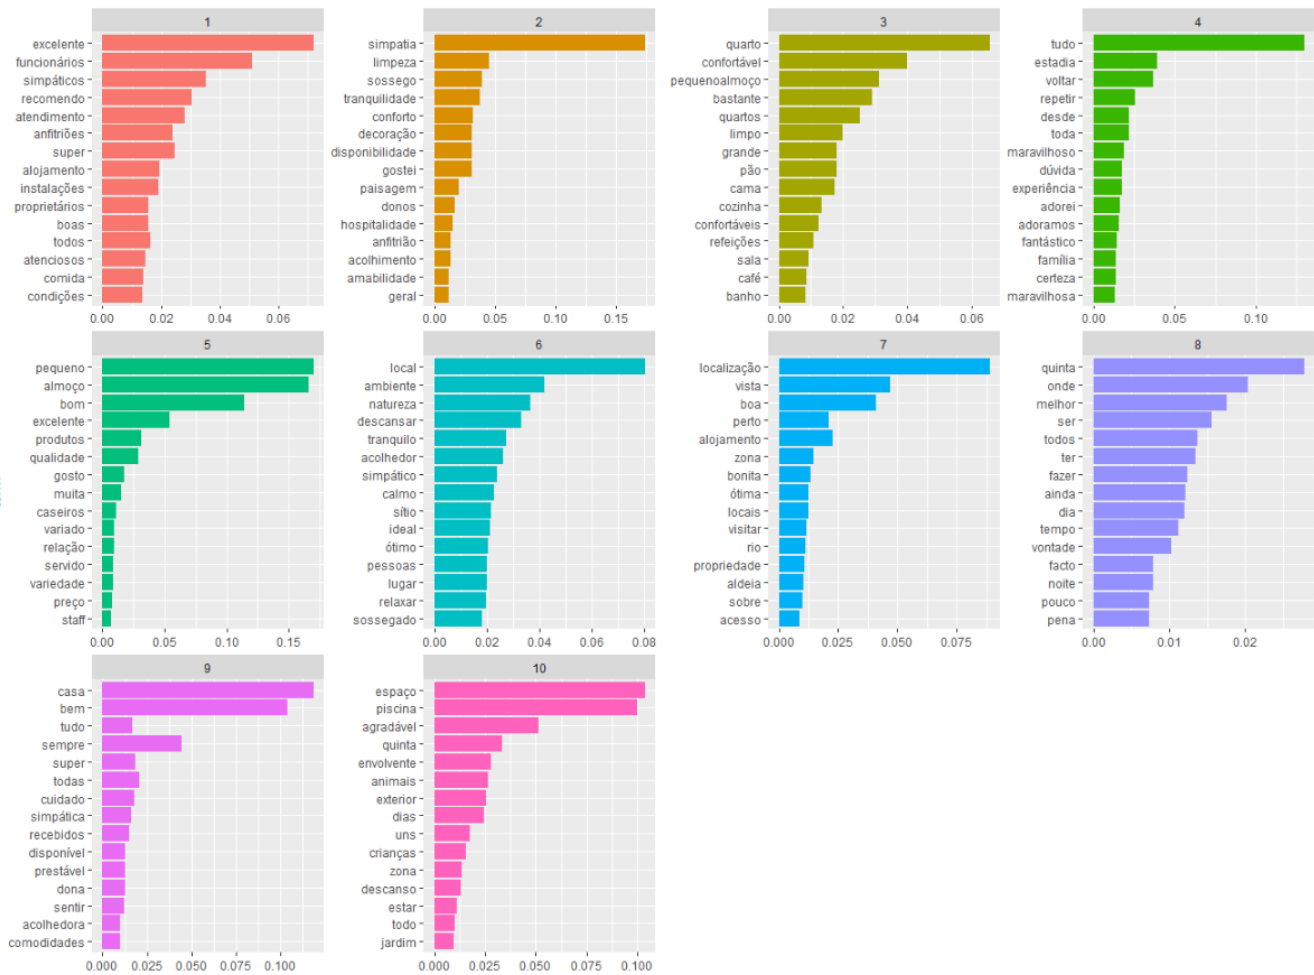 1
excelente
funcionários
simpáticos
recomendo
atendimento
anfitriões
super
alojamento
instalações
proprietários
boas
todos
atenciosos
comida
condições
0.00 0.02 0.04 0.06
2
simpatia
limpeza
sossego
tranquilidade
conforto
decoração
disponibilidade
gostei
paisagem
donos
hospitalidade
anfitrião
acolhimento
amabilidade
geral
0.00 0.05 0.10 0.15
3
quarto
confortável
pequenoalmoço
bastante
quartos
limpo
grande
pão
cama
cozinha
confortáveis
refeições
sala
café
banho
0.00 0.02 0.04 0.06
4
tudo
estadia
voltar
repetir
desde
toda
maravilhoso
dúvida
experiência
adorei
adoramos
fantástico
família
certeza
maravilhosa
0.00 0.05 0.10
5
pequeno
almoço
bom
excelente
produtos
qualidade
gosto
muita
caseiros
variado
relação
servido
variedade
preço
staff
0.00 0.05 0.10 0.15
6
local
ambiente
natureza
descansar
tranquilo
acolhedor
simpático
calmo
sítio
ideal
ótimo
pessoas
lugar
relaxar
sossegado
0.00 0.02 0.04 0.06 0.08
7
localização
vista
boa
perto
alojamento
zona
bonita
ótima
locais
visitar
rio
propriedade
aldeia
sobre
acesso
0.000 0.025 0.050 0.075
8
quinta
onde
melhor
ser
todos
ter
fazer
ainda
dia
tempo
vontade
facto
noite
pouco
pena
0.00 0.01 0.02
9
casa
bem
tudo
sempre
super
todas
cuidado
simpática
recebidos
disponível
prestável
dona
sentir
acolhedora
comodidades
0.000 0.025 0.050 0.075 0.100
10
espaço
piscina
agradável
quinta
envolvente
animais
exterior
dias
uns
crianças
zona
descanso
estar
todo
jardim
0.000 0.025 0.050 0.075 0.100